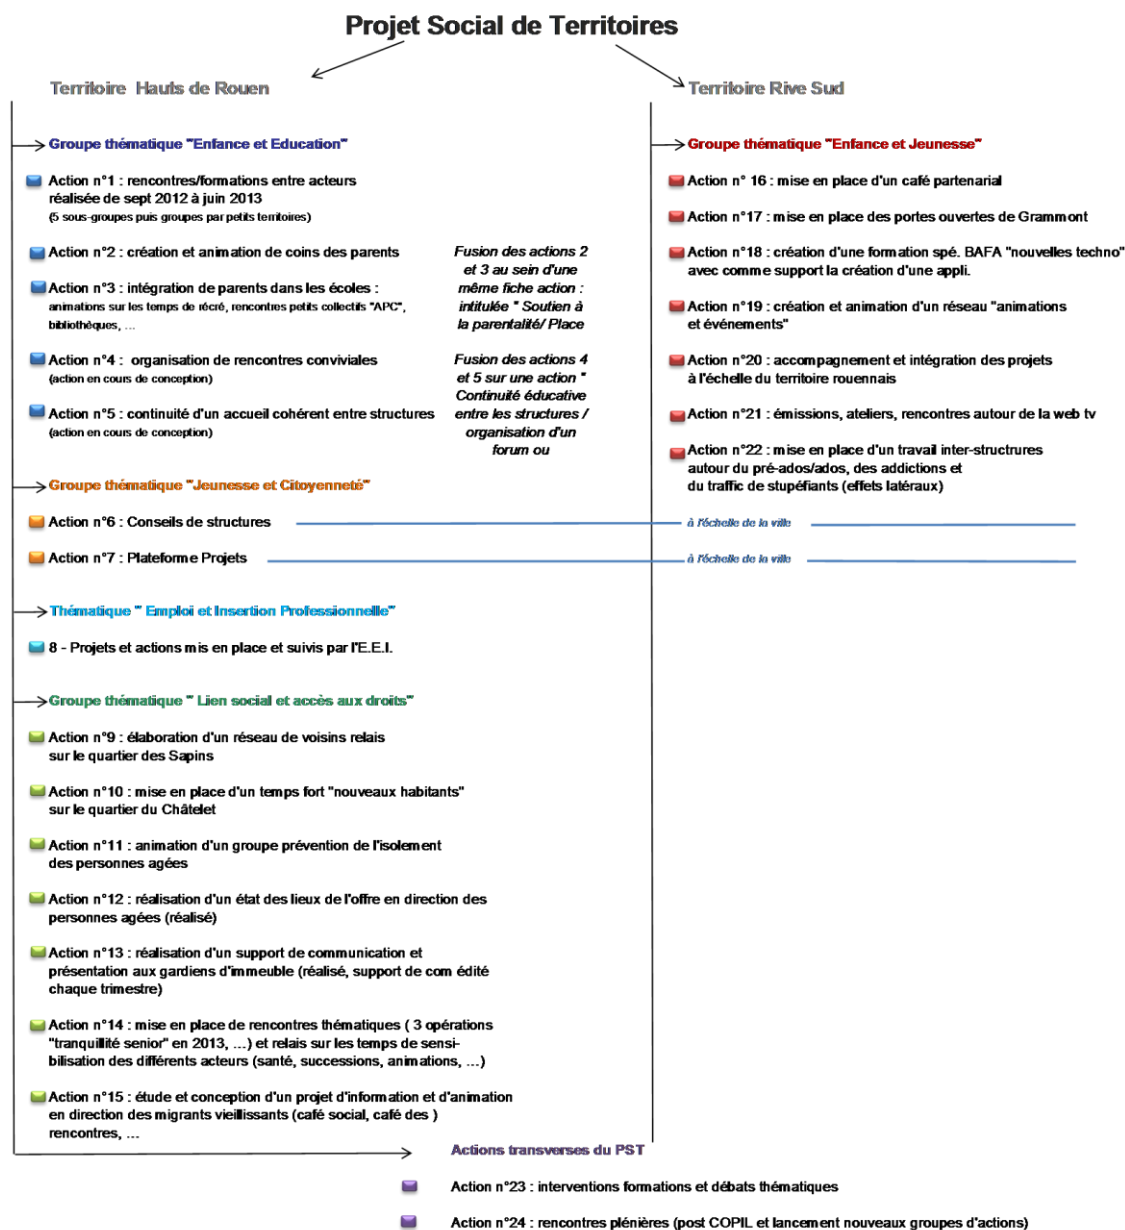 Projet Social de Territoires
Territoire Hauts de Rouen
Groupe thématique "Enfance et Education"
Action n°1 : rencontres/formations entre acteurs
réalisée de sept 2012 à juin 2013
(5 sous-groupes puis groupes par petits territoires)
Action n°2 : création et animation de coins des parents
Action n°3 : intégration de parents dans les écoles :
animations sur les temps de récré, rencontres petits collectifs "APC",
bibliothèques, ...
Fusion des actions 2
et 3 au sein d'une
même fiche action :
intitulée " Soutien à
la parentalité/ Place
Action n°4 : organisation de rencontres conviviales
(action en cours de conception)
Action n°5 : continuité d'un accueil cohérent entre structures
(action en cours de conception)
Fusion des actions 4
et 5 sur une action "
Continuité éducative
entre les structures /
organisation d'un
forum ou
Groupe thématique "Jeunesse et Citoyenneté"
Action n°6 : Conseils de structures
à l'échelle de la ville
Action n°7 : Plateforme Projets
à l'échelle de la ville
Thématique " Emploi et Insertion Professionnelle"
8 - Projets et actions mis en place et suivis par l'E.E.I.
Groupe thématique " Lien social et accès aux droits"
Action n°9 : élaboration d'un réseau de voisins relais
sur le quartier des Sapins
Action n°10 : mise en place d'un temps fort "nouveaux habitants"
sur le quartier du Châtelet
Action n°11 : animation d'un groupe prévention de l'isolement
des personnes agées
Action n°12 : réalisation d'un état des lieux de l'offre en direction des
personnes agées (réalisé)
Action n°13 : réalisation d'un support de communication et
présentation aux gardiens d'immeuble (réalisé, support de com édité
chaque trimestre)
Action n°14 : mise en place de rencontres thématiques ( 3 opérations
"tranquillité senior" en 2013, ...) et relais sur les temps de sensi-
bilisation des différents acteurs (santé, successions, animations, ...)
Action n°15 : étude et conception d'un projet d'information et d'animation
en direction des migrants vieillissants (café social, café des )
rencontres, ...
Territoire Rive Sud
Groupe thématique "Enfance et Jeunesse"
Action n° 16 : mise en place d'un café partenarial
Action n°17 : mise en place des portes ouvertes de Grammont
Action n°18 : création d'une formation spé. BAFA "nouvelles techno"
avec comme support la création d'une appli.
Action n°19 : création et animation d'un réseau "animations
et événements"
Action n°20 : accompagnement et intégration des projets
à l'échelle du territoire rouennais
Action n°21 : émissions, ateliers, rencontres autour de la web tv
Action n°22 : mise en place d'un travail inter-structrures
autour du pré-ados/ados, des addictions et
du traffic de stupéfiants (effets latéraux)
Actions transverses du PST
Action n°23 : interventions formations et débats thématiques
Action n°24 : rencontres plénières (post COPIL et lancement nouveaux groupes d'actions)